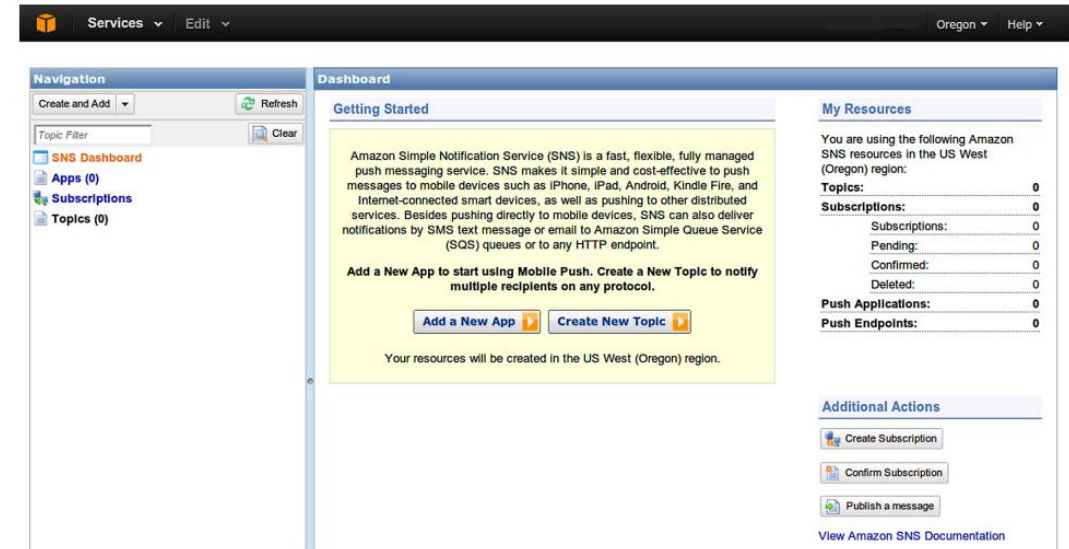 Services Edit Oregon Help
Navigation
Create and Add Refresh
Topic Filter Clear
SNS Dashboard
Apps (0)
Subscriptions
Topics (0)
Dashboard
Getting Started
Amazon Simple Notification Service (SNS) is a fast, flexible, fully managed
push messaging service. SNS makes it simple and cost-effective to push
messages to mobile devices such as iPhone, iPad, Android, Kindle Fire, and
Internet-connected smart devices, as well as pushing to other distributed
services. Besides pushing directly to mobile devices, SNS can also deliver
notifications by SMS text message or email to Amazon Simple Queue Service
(SQS) queues or to any HTTP endpoint.
Add a New App to start using Mobile Push. Create a New Topic to notify
multiple recipients on any protocol.
Add a New App Create New Topic
Your resources will be created in the US West (Oregon) region.
My Resources
You are using the following Amazon
SNS resources in the US West
(Oregon) region:
Topics: 0
Subscriptions: 0
Subscriptions: 0
Pending: 0
Confirmed: 0
Deleted: 0
Push Applications: 0
Push Endpoints: 0
Additional Actions
Create Subscription
Confirm Subscription
Publish a message
View Amazon SNS Documentation